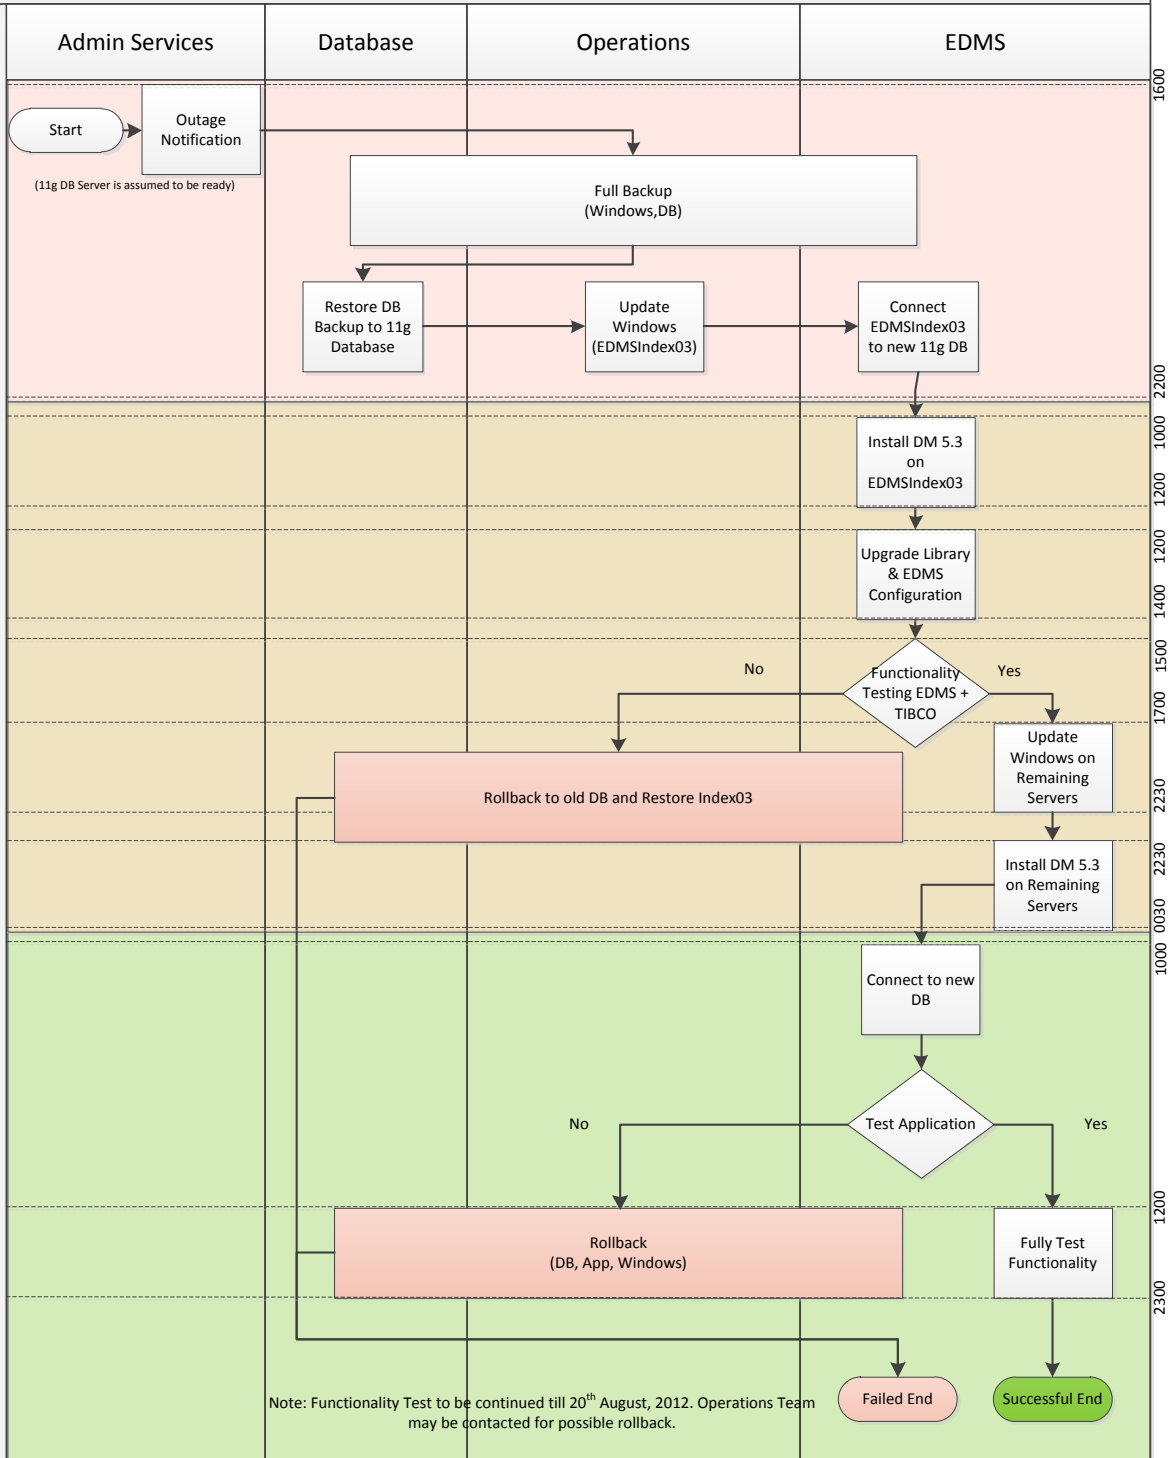 Admin Services
Database
Operations
EDMS
1600
Start
Outage
Notification
(11g DB Server is assumed to be ready)
Full Backup
(Windows,DB)
Restore DB
Backup to 11g
Database
Update
Windows
(EDMSIndex03)
Connect
EDMSIndex03
to new 11g DB
2200
1000
Install DM 5.3
on
EDMSIndex03
1200
1200
Upgrade Library
& EDMS
Configuration
1400
1500
No
Functionality
Testing EDMS +
TIBCO
Yes
1700
Update
Windows on
Remaining
Servers
Rollback to old DB and Restore Index03
2230
2230
Install DM 5.3
on Remaining
Servers
0030
1000
Connect to new
DB
No
Test Application
Yes
1200
Rollback
(DB, App, Windows)
Fully Test
Functionality
2300
Failed End
Successful End
Note: Functionality Test to be continued till 20th August, 2012. Operations Team
may be contacted for possible rollback.